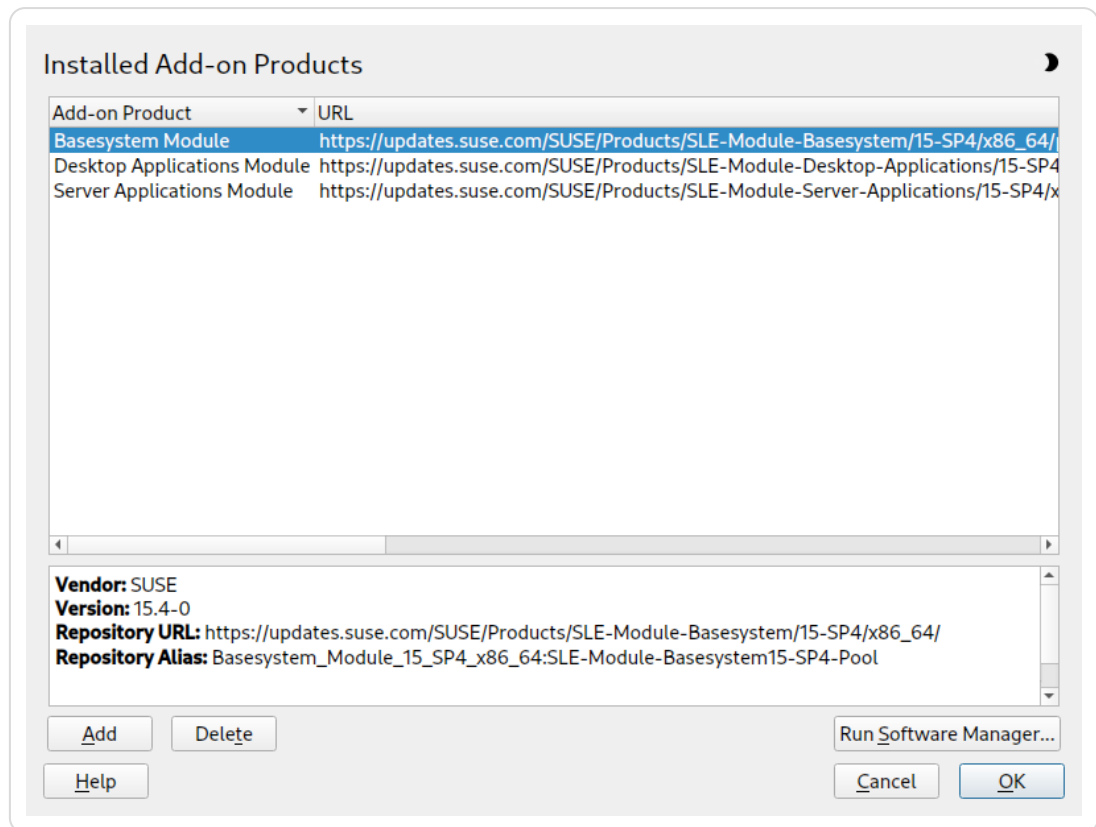 Installed Add-on Products
Add-on Product URL
Basesystem Module https://updates.suse.com/SUSE/Products/SLE-Module-Basesystem/15-SP4/x86_64/
Desktop Applications Module https://updates.suse.com/SUSE/Products/SLE-Module-Desktop-Applications/15-SP4
Server Applications Module https://updates.suse.com/SUSE/Products/SLE-Module-Server-Applications/15-SP4/x
Vendor: SUSE
Version: 15.4-0
Repository URL: https://updates.suse.com/SUSE/Products/SLE-Module-Basesystem/15-SP4/x86_64/
Repository Alias: Basesystem_Module_15_SP4_x86_64:SLE-Module-Basesystem15-SP4-Pool
Add Delete Run Software Manager...
Help Cancel OK